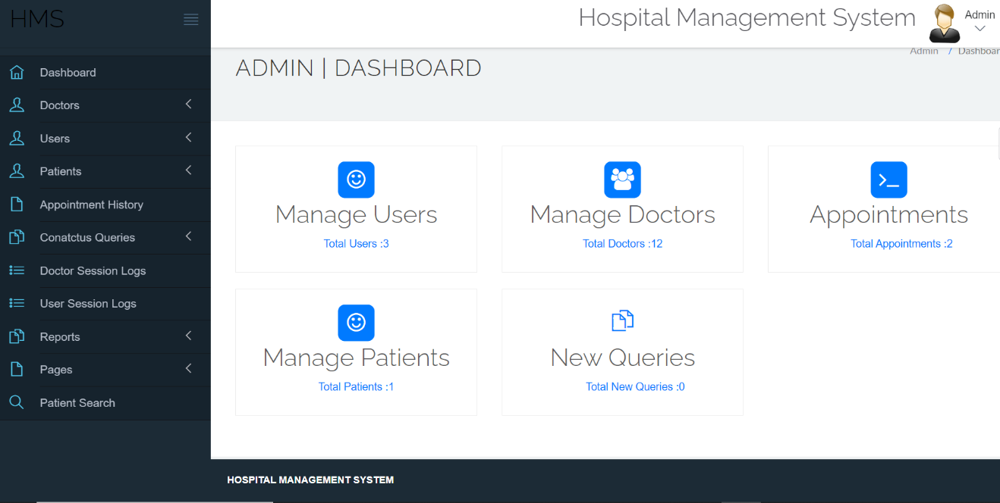 HMS
Hospital Management System
Admin
Admin / Dashboar
ADMIN | DASHBOARD
Dashboard
Doctors
Users
Patients
Appointment History
Conatctus Queries
Doctor Session Logs
User Session Logs
Reports
Pages
Patient Search
Manage Users
Total Users :3
Manage Doctors
Total Doctors :12
Appointments
Total Appointments :2
Manage Patients
Total Patients :1
New Queries
Total New Queries :0
HOSPITAL MANAGEMENT SYSTEM